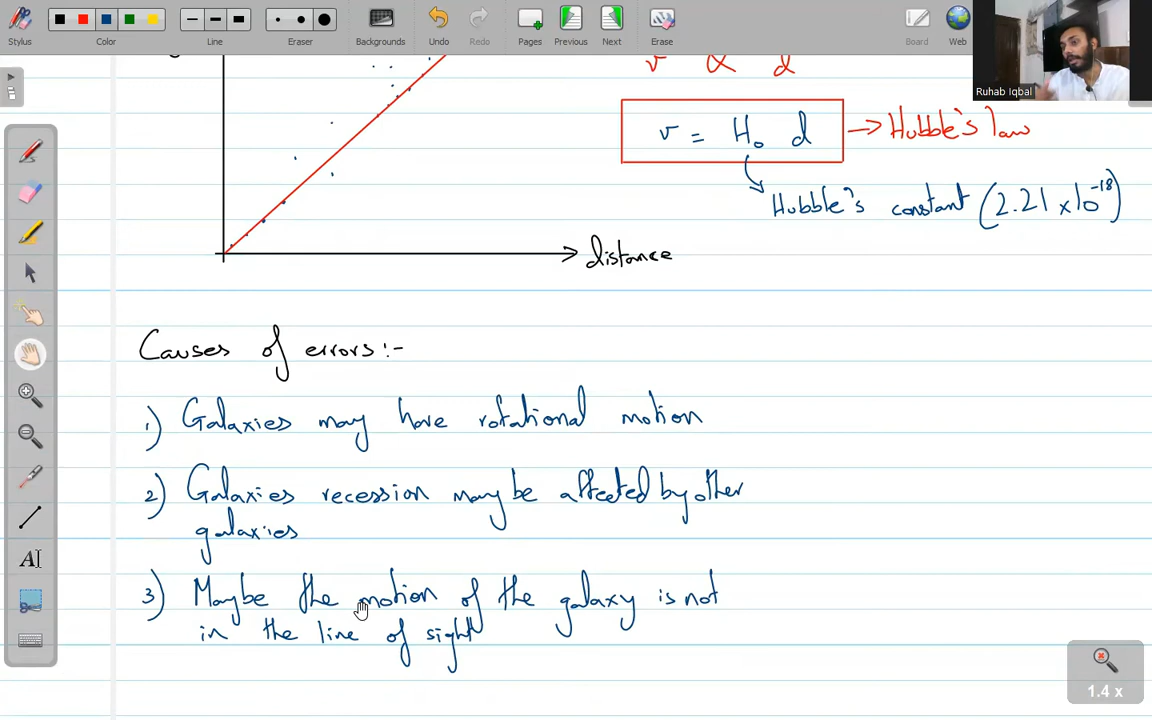 Stylus
Color
Line
Eraser
Backgrounds
Undo
Redo
Pages
Previous
Next
Erase
Board
Web
Ruhab Iqbal
v ∝ d
v = H₀ d → Hubble's law
Hubble's constant (2.21 x 10⁻¹⁸)
distance
Causes of errors :-
1) Galaxies may have rotational motion
2) Galaxies recession may be affected by other
galaxies
3) Maybe the motion of the galaxy is not
in the line of sight
A
1.4 x